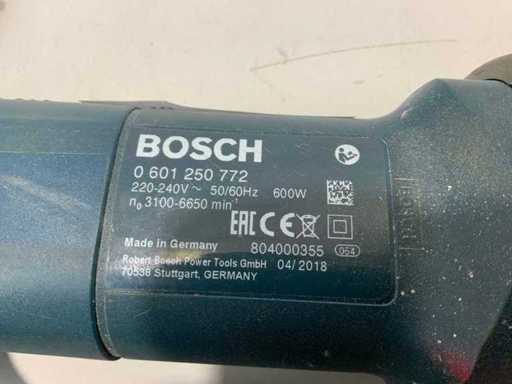 BOSCH
0 601 250 772
220-240V ~ 50/60Hz 600W
n₀ 3100-6650 min⁻¹
EAC CE
Made in Germany 804000355 064
Robert Bosch Power Tools GmbH 04/2018
70538 Stuttgart, GERMANY